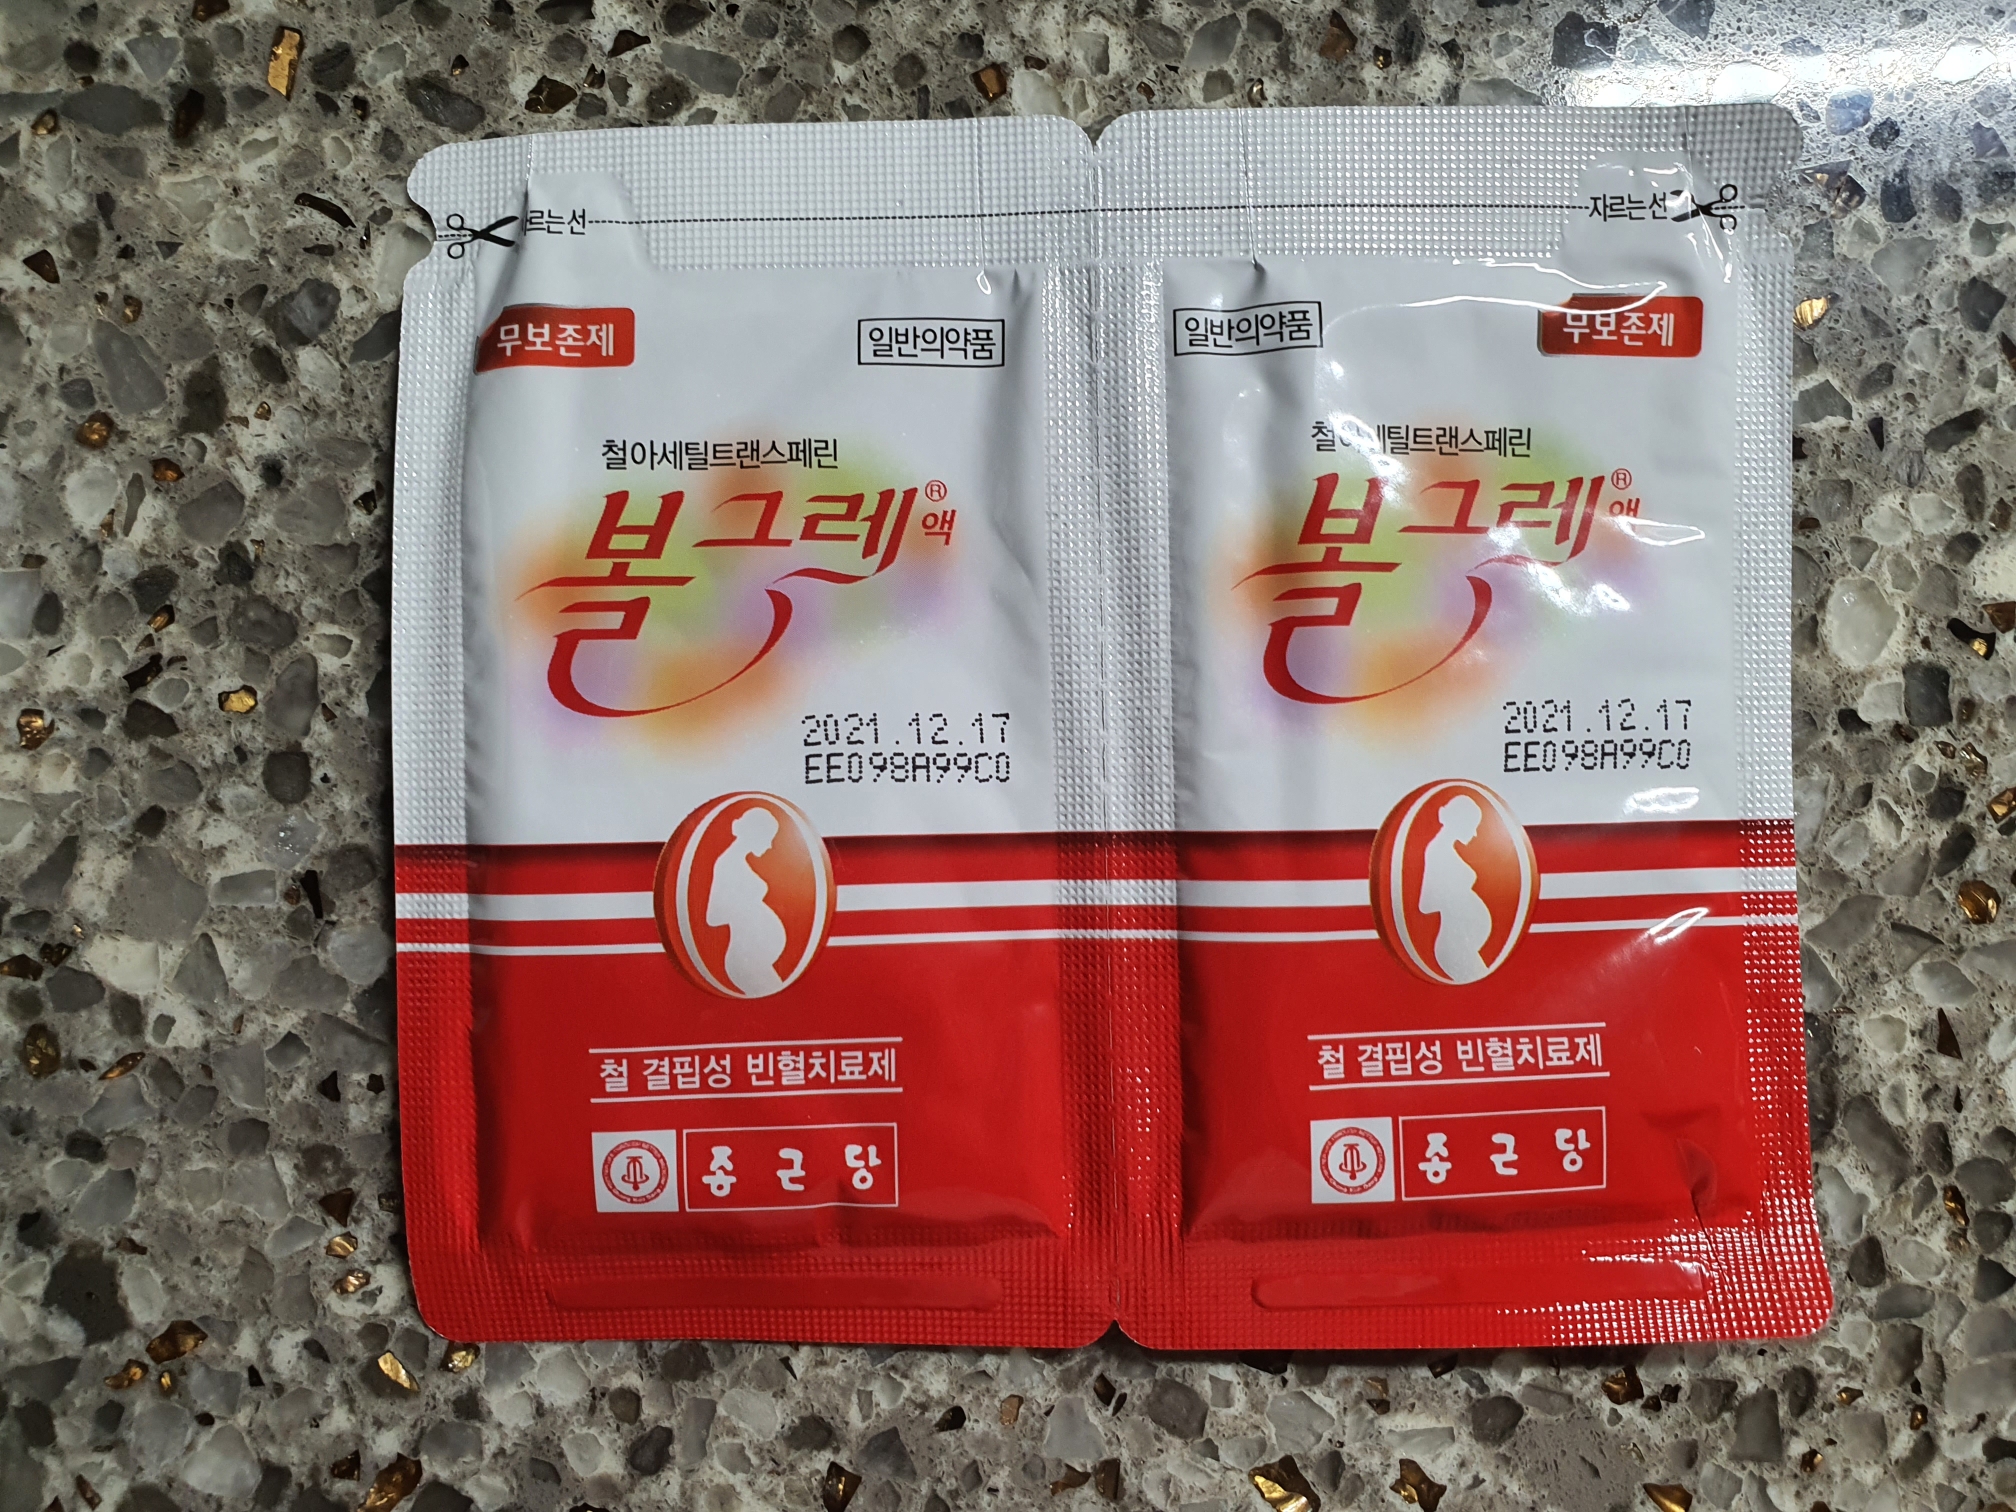 르는선
자르는선
무보존제
일반의약품
철아세틸트랜스페린
볼그레®
액
2021.12.17
EE098A99C0
철 결핍성 빈혈치료제
종근당
일반의약품
무보존제
철아세틸트랜스페린
볼그레®
액
2021.12.17
EE098A99C0
철 결핍성 빈혈치료제
종근당